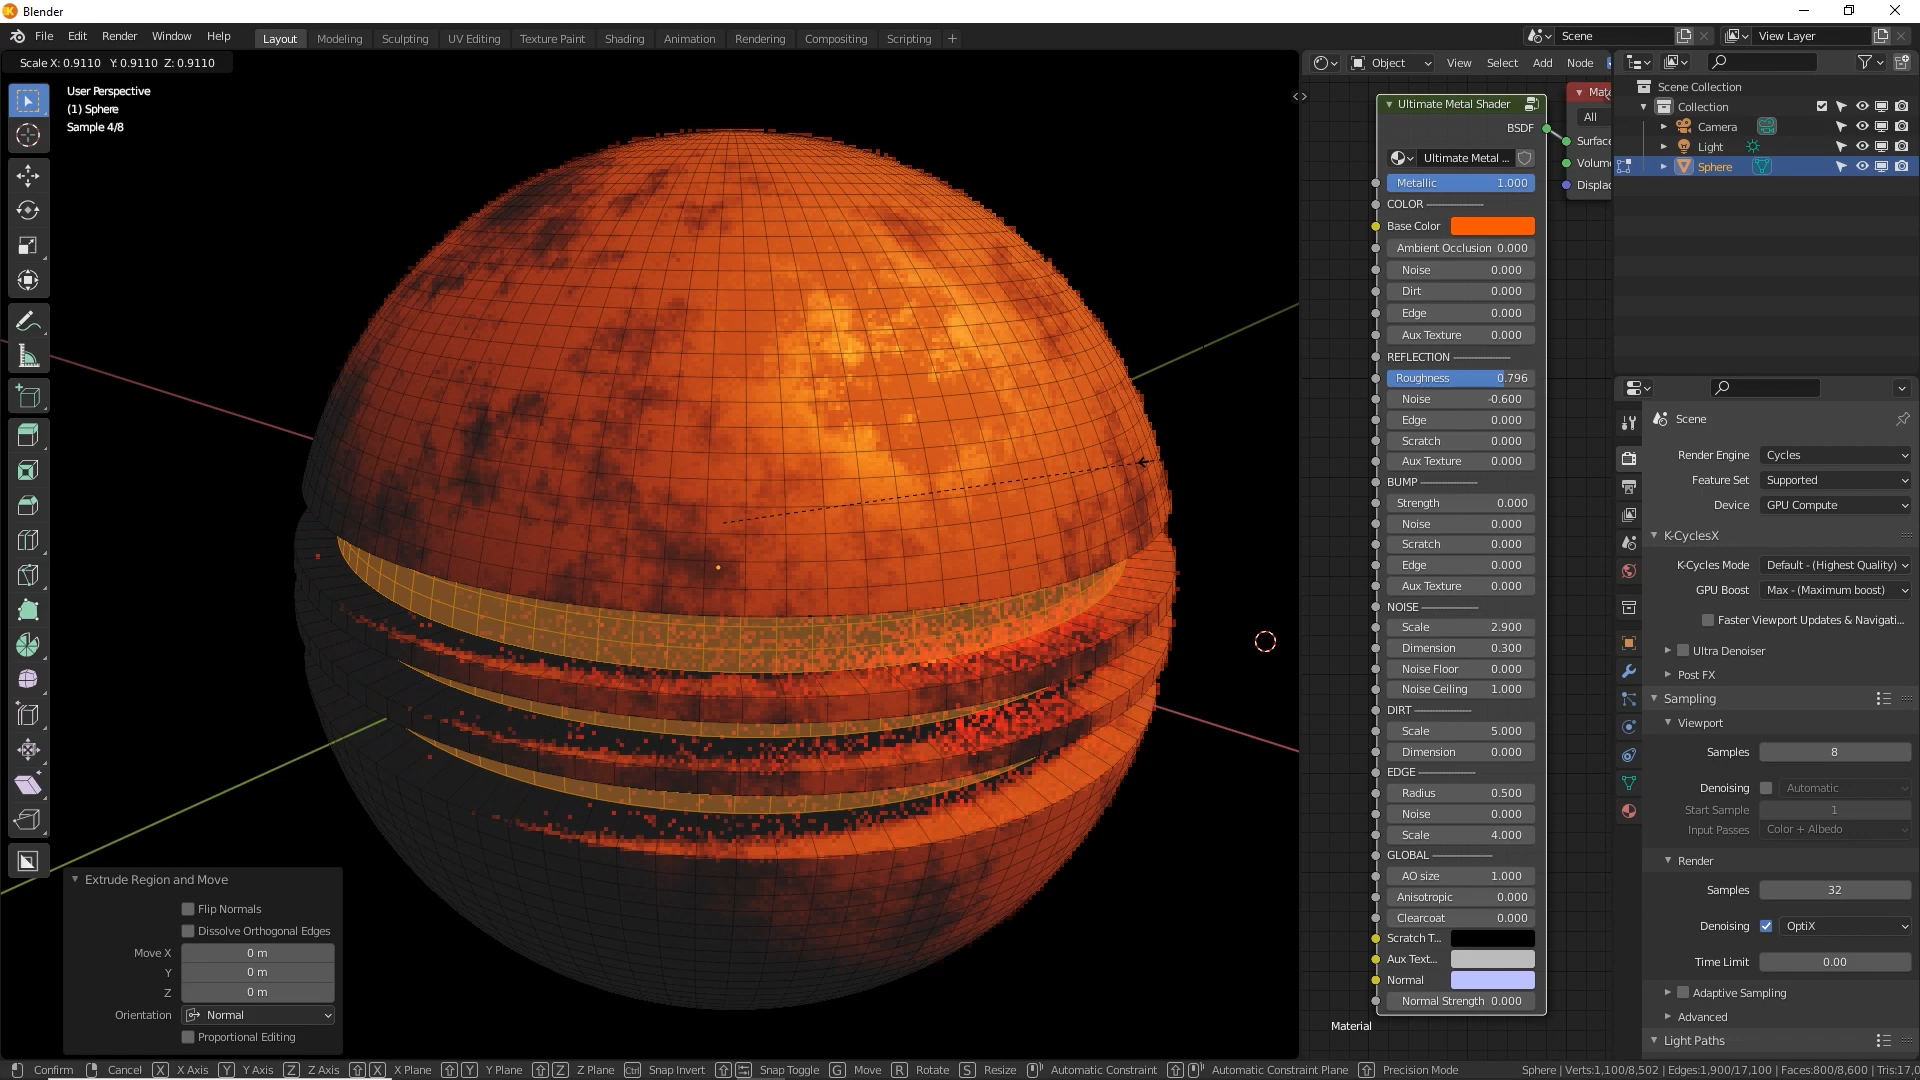 Blender
File Edit Render Window Help
Layout Modeling Sculpting UV Editing Texture Paint Shading Animation Rendering Compositing Scripting +
Scene
View Layer
Scale X: 0.9110 Y: 0.9110 Z: 0.9110
User Perspective
(1) Sphere
Sample 4/8
Extrude Region and Move
Flip Normals
Dissolve Orthogonal Edges
Move X 0 m
Y 0 m
Z 0 m
Orientation Normal
Proportional Editing
Object View Select Add Node
Ultimate Metal Shader
BSDF
Ultimate Metal ...
Metallic 1.000
COLOR
Base Color
Ambient Occlusion 0.000
Noise 0.000
Dirt 0.000
Edge 0.000
Aux Texture 0.000
REFLECTION
Roughness 0.796
Noise -0.600
Edge 0.000
Scratch 0.000
Aux Texture 0.000
BUMP
Strength 0.000
Noise 0.000
Scratch 0.000
Edge 0.000
Aux Texture 0.000
NOISE
Scale 2.900
Dimension 0.300
Noise Floor 0.000
Noise Ceiling 1.000
DIRT
Scale 5.000
Dimension 0.000
EDGE
Radius 0.500
Noise 0.000
Scale 4.000
GLOBAL
AO size 1.000
Anisotropic 0.000
Clearcoat 0.000
Scratch T...
Aux Text...
Normal
Normal Strength 0.000
Material
Mate
All
Surface
Volum
Displac
Scene Collection
Collection
Camera
Light
Sphere
Scene
Render Engine Cycles
Feature Set Supported
Device GPU Compute
K-CyclesX
K-Cycles Mode Default - (Highest Quality)
GPU Boost Max - (Maximum boost)
Faster Viewport Updates & Navigati...
Ultra Denoiser
Post FX
Sampling
Viewport
Samples 8
Denoising Automatic
Start Sample 1
Input Passes Color + Albedo
Render
Samples 32
Denoising OptiX
Time Limit 0.00
Adaptive Sampling
Advanced
Light Paths
Confirm Cancel X X Axis Y Y Axis Z Z Axis X X Plane Y Y Plane Z Z Plane Ctrl Snap Invert Snap Toggle G Move R Rotate S Resize Automatic Constraint Automatic Constraint Plane Precision Mode Sphere | Verts:1,100/8,502 | Edges:1,900/17,100 | Faces:800/8,600 | Tris:17,0